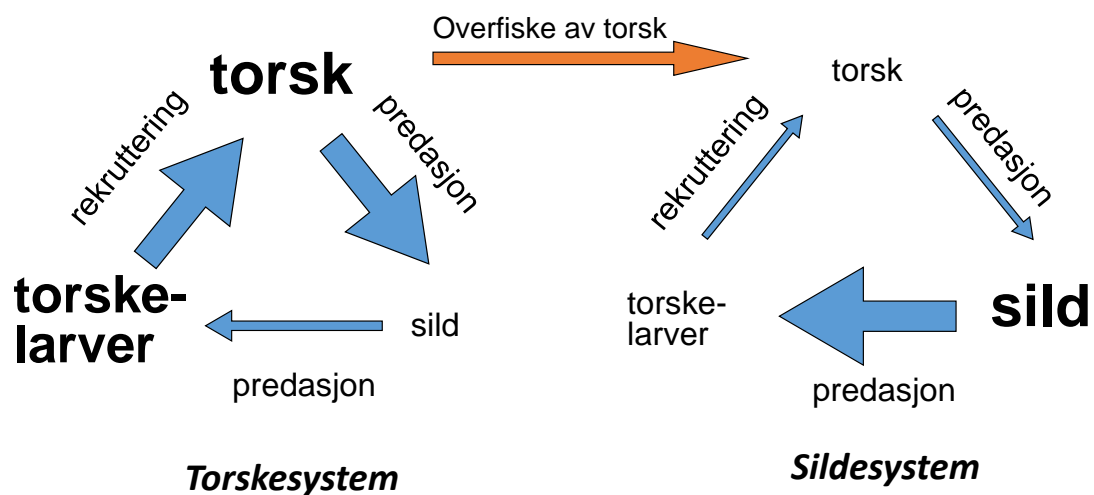 Overfiske av torsk
torsk
rekruttering
predasjon
torske-
larver
sild
predasjon
Torskesystem
torsk
rekruttering
predasjon
torske-
larver
sild
predasjon
Sildesystem